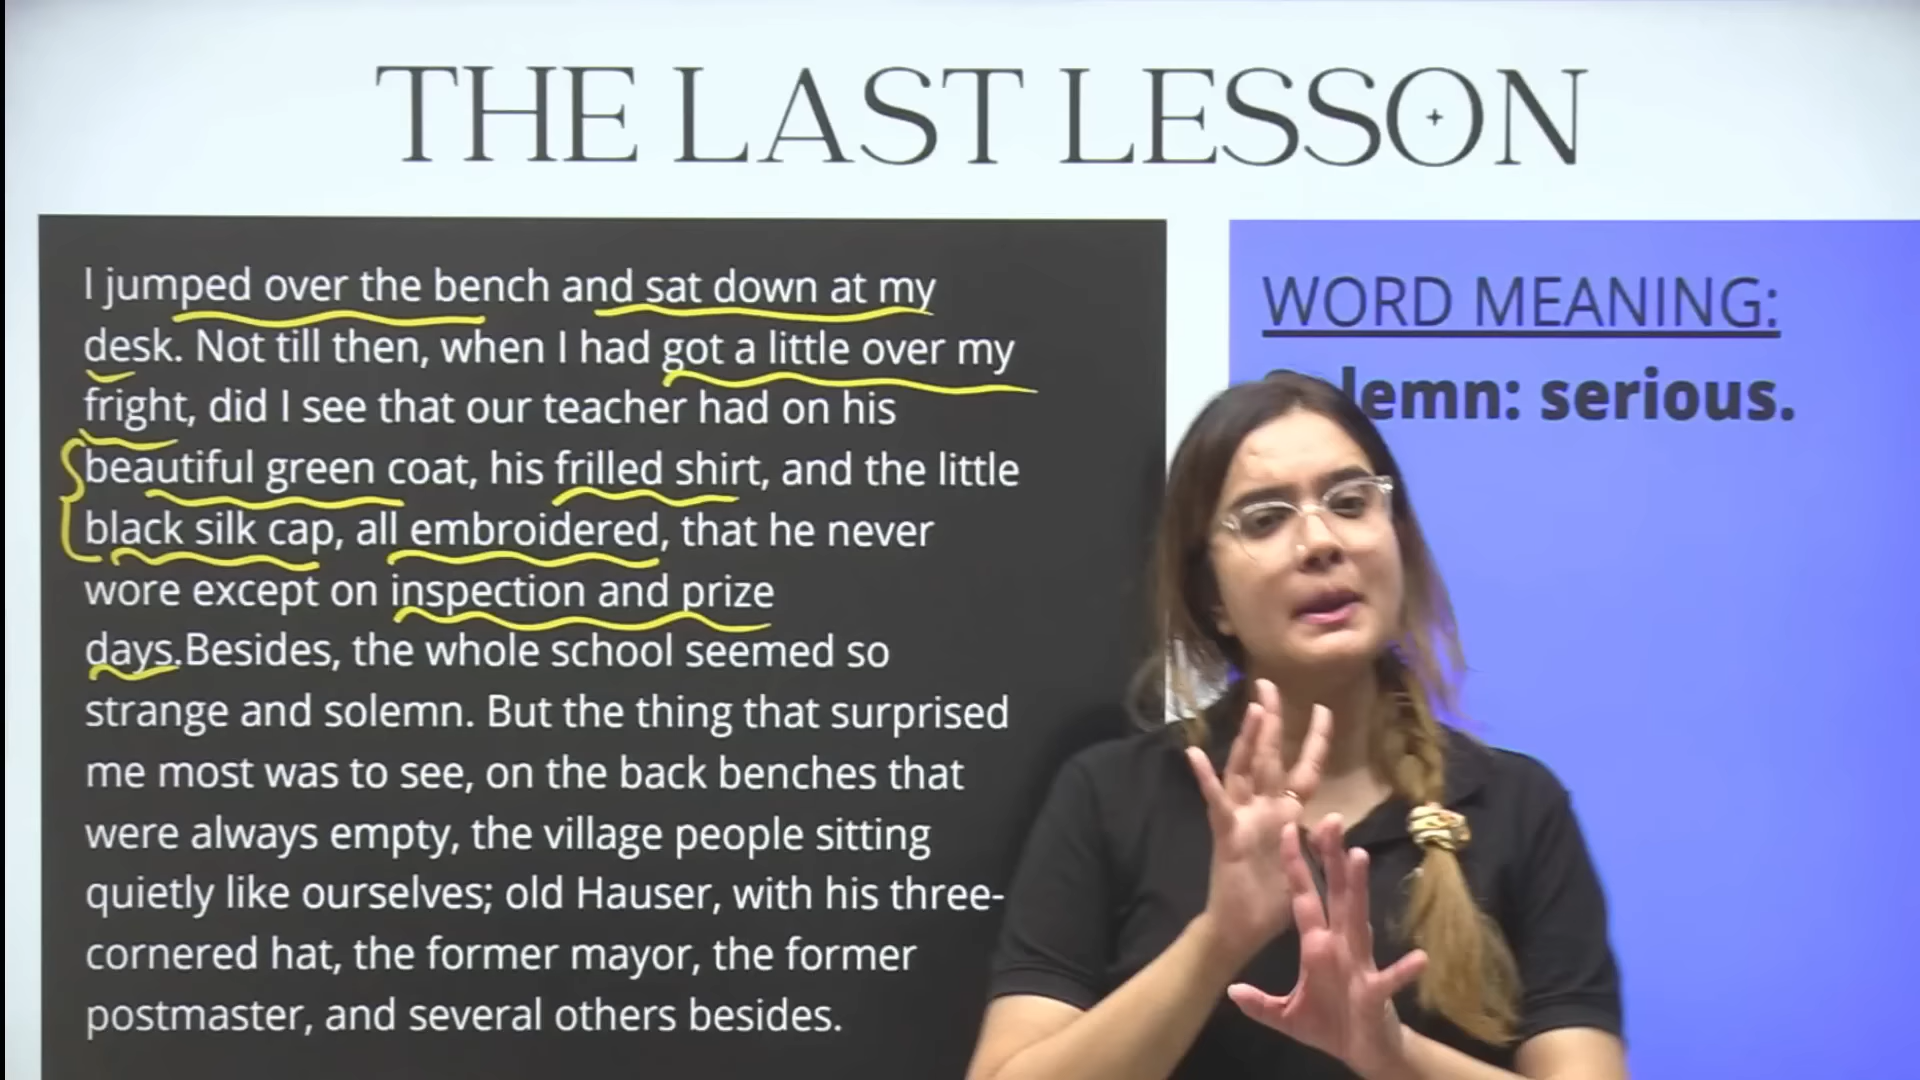 THE LAST LESSON
I jumped over the bench and sat down at my
desk. Not till then, when I had got a little over my
fright, did I see that our teacher had on his
beautiful green coat, his frilled shirt, and the little
black silk cap, all embroidered, that he never
wore except on inspection and prize
days.Besides, the whole school seemed so
strange and solemn. But the thing that surprised
me most was to see, on the back benches that
were always empty, the village people sitting
quietly like ourselves; old Hauser, with his three-
cornered hat, the former mayor, the former
postmaster, and several others besides.
WORD MEANING:
Solemn: serious.